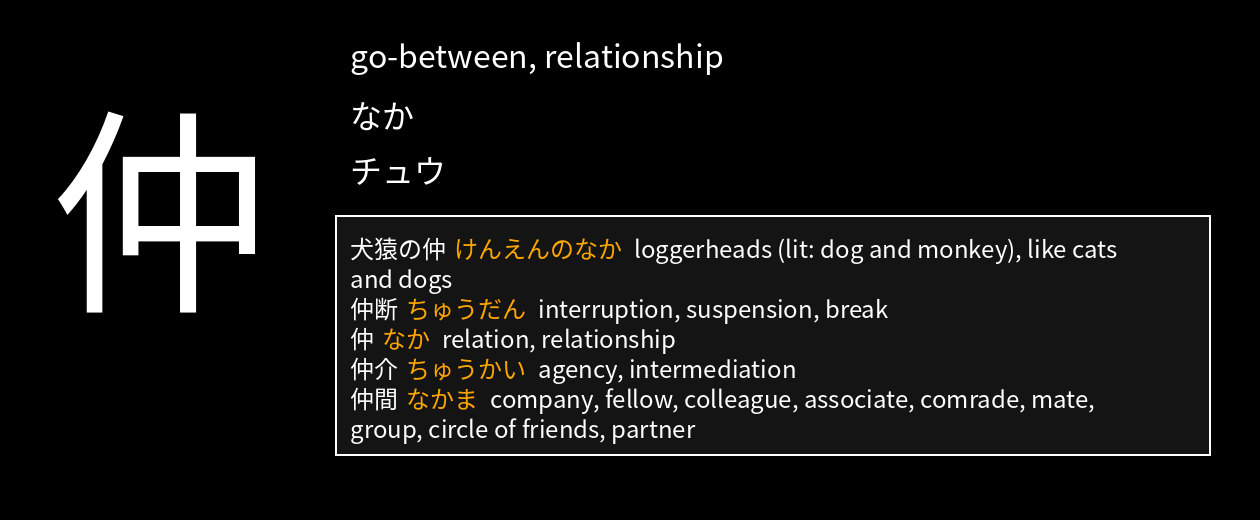 仲
go-between, relationship
なか
チュウ
犬猿の仲 けんえんのなか loggerheads (lit: dog and monkey), like cats
and dogs
仲断 ちゅうだん interruption, suspension, break
仲 なか relation, relationship
仲介 ちゅうかい agency, intermediation
仲間 なかま company, fellow, colleague, associate, comrade, mate,
group, circle of friends, partner